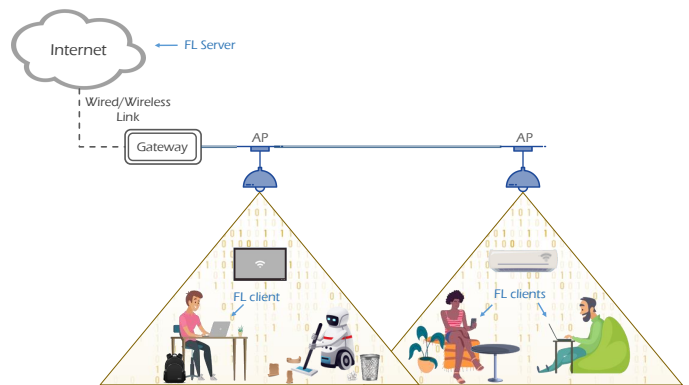 Internet
FL Server
Wired/Wireless
Link
Gateway
AP
AP
FL client
FL clients